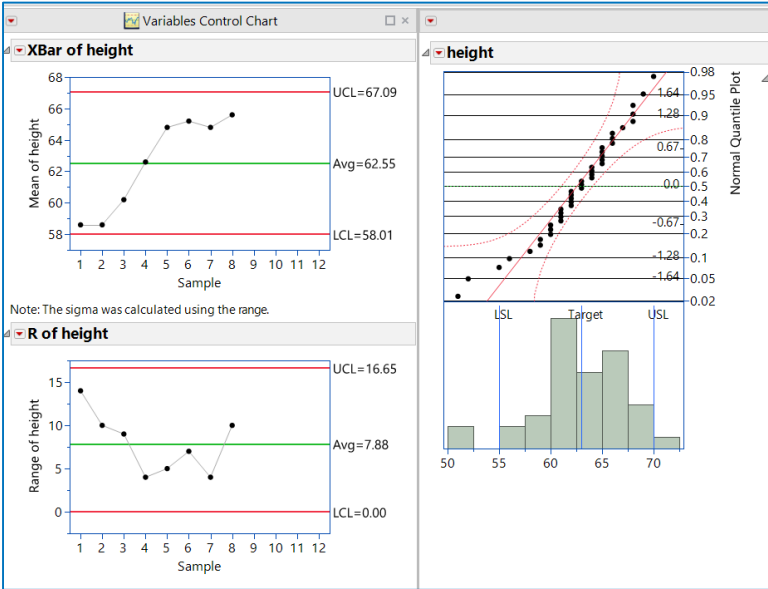 Variables Control Chart
XBar of height
68
66
64
62
60
58
Mean of height
UCL=67.09
Avg=62.55
LCL=58.01
1 2 3 4 5 6 7 8 9 10 11 12
Sample
Note: The sigma was calculated using the range.
R of height
15
10
5
0
Range of height
UCL=16.65
Avg=7.88
LCL=0.00
1 2 3 4 5 6 7 8 9 10 11 12
Sample
height
1.64
1.28
0.67
0.0
-0.67
-1.28
-1.64
0.98
0.95
0.9
0.8
0.7
0.6
0.5
0.4
0.3
0.2
0.1
0.05
0.02
Normal Quantile Plot
LSL Target USL
50 55 60 65 70